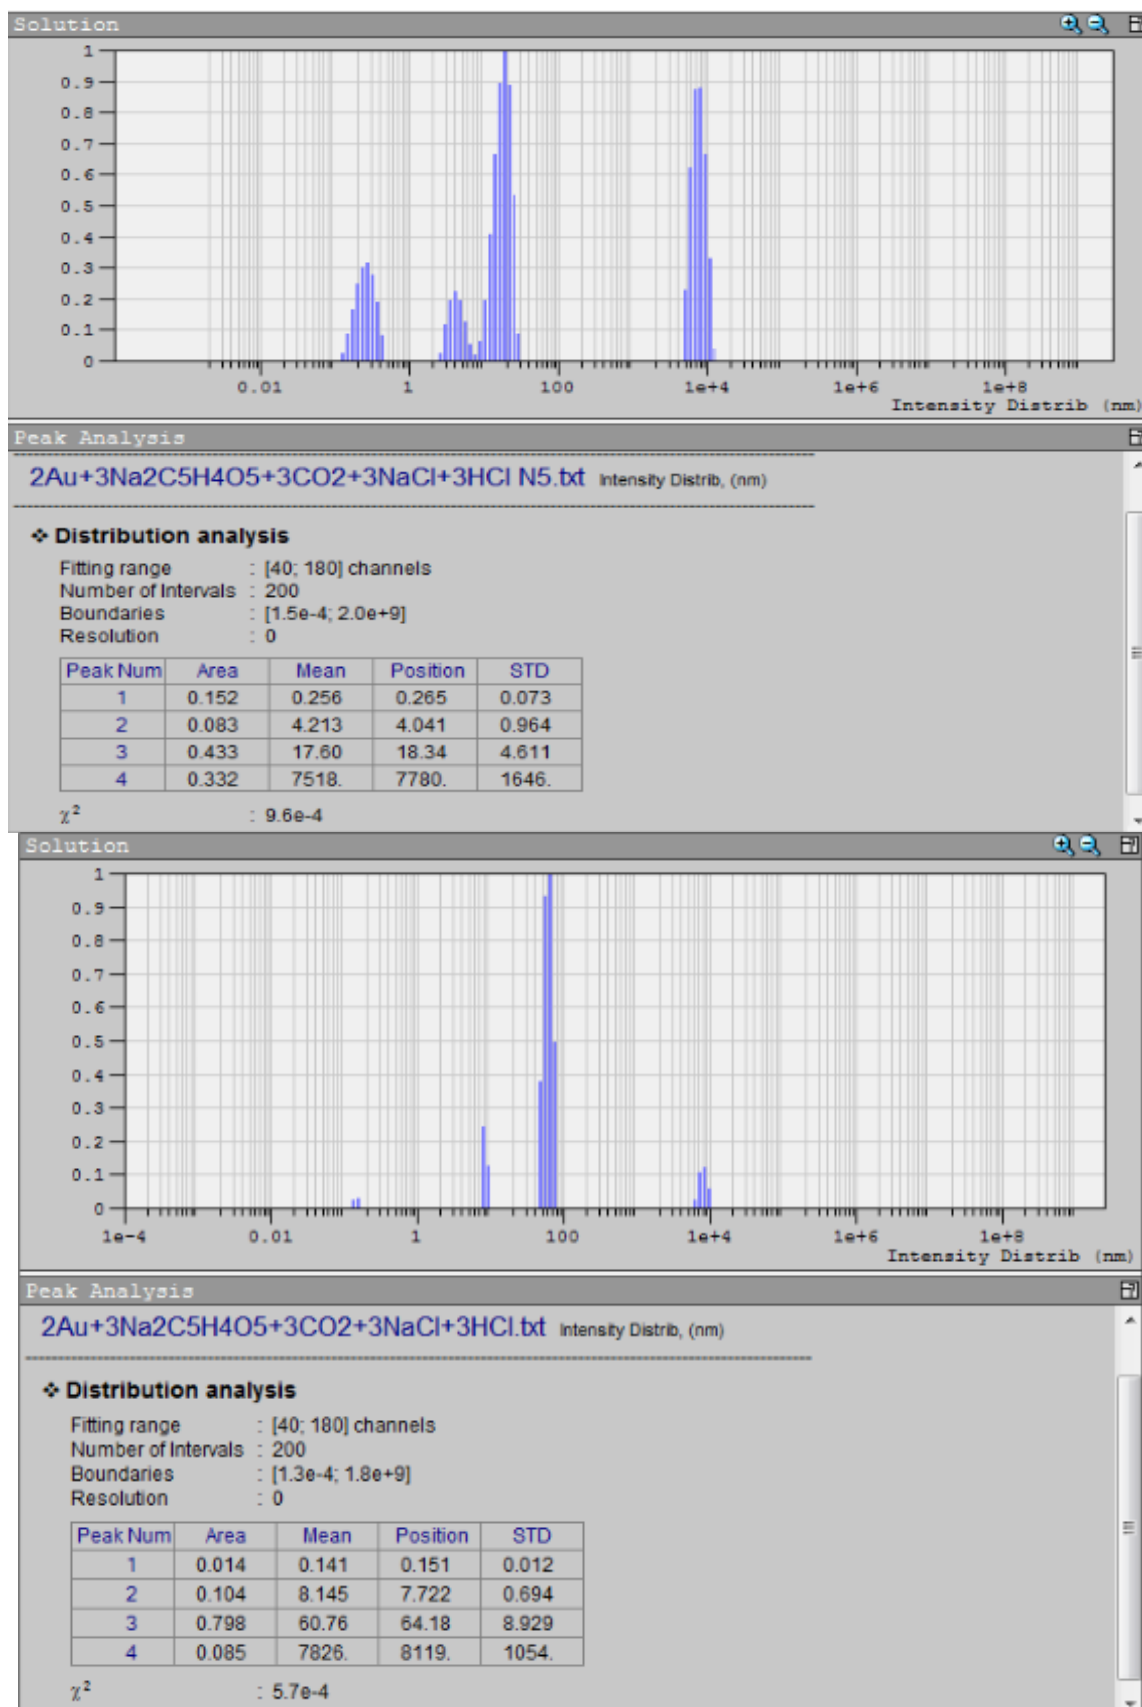 Solution
1
0.9
0.8
0.7
0.6
0.5
0.4
0.3
0.2
0.1
0
0.01 1 100 1e+4 1e+6 1e+8
Intensity Distrib (nm)
Peak Analysis
2Au+3Na2C5H4O5+3CO2+3NaCl+3HCl N5.txt Intensity Distrib, (nm)
❖ Distribution analysis
Fitting range : [40; 180] channels
Number of Intervals : 200
Boundaries : [1.5e-4; 2.0e+9]
Resolution : 0
Peak Num Area Mean Position STD
1 0.152 0.256 0.265 0.073
2 0.083 4.213 4.041 0.964
3 0.433 17.60 18.34 4.611
4 0.332 7518. 7780. 1646.
χ² : 9.6e-4
Solution
1
0.9
0.8
0.7
0.6
0.5
0.4
0.3
0.2
0.1
0
1e-4 0.01 1 100 1e+4 1e+6 1e+8
Intensity Distrib (nm)
Peak Analysis
2Au+3Na2C5H4O5+3CO2+3NaCl+3HCl.txt Intensity Distrib, (nm)
❖ Distribution analysis
Fitting range : [40; 180] channels
Number of Intervals : 200
Boundaries : [1.3e-4; 1.8e+9]
Resolution : 0
Peak Num Area Mean Position STD
1 0.014 0.141 0.151 0.012
2 0.104 8.145 7.722 0.694
3 0.798 60.76 64.18 8.929
4 0.085 7826. 8119. 1054.
χ² : 5.7e-4